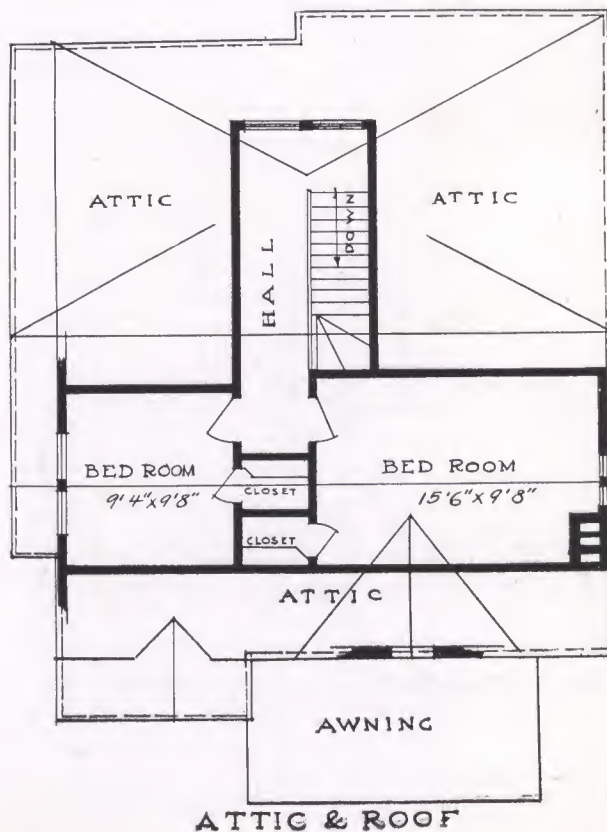 ATTIC
ATTIC
DOWN
HALL
BED ROOM
9'4"x9'8"
BED ROOM
15'6"x9'8"
CLOSET
CLOSET
ATTIC
AWNING
ATTIC & ROOF